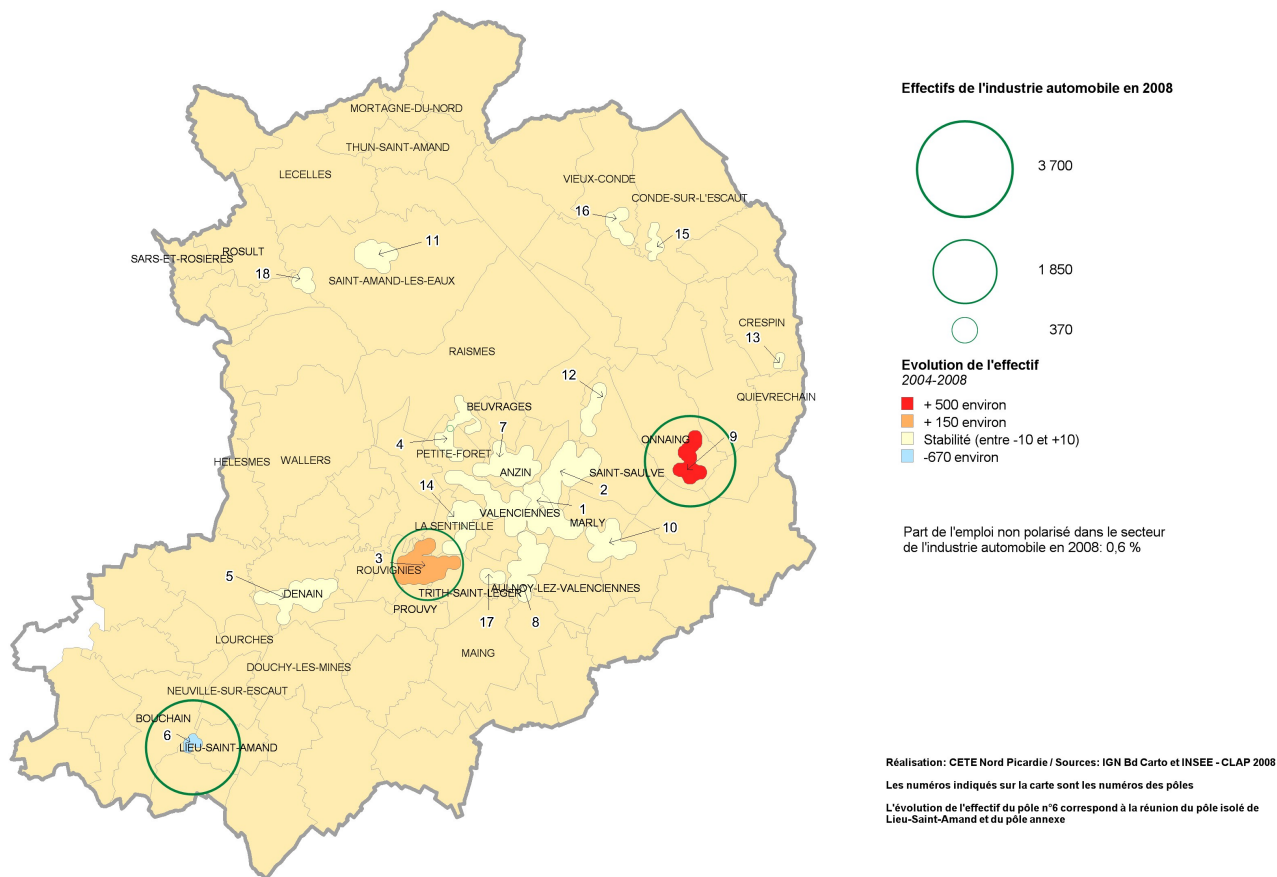 Effectifs de l'industrie automobile en 2008
3 700
1 850
370
Evolution de l'effectif
2004-2008
+ 500 environ
+ 150 environ
Stabilité (entre -10 et +10)
-670 environ
Part de l'emploi non polarisé dans le secteur
de l'industrie automobile en 2008: 0,6 %
Réalisation: CETE Nord Picardie / Sources: IGN Bd Carto et INSEE - CLAP 2008
Les numéros indiqués sur la carte sont les numéros des pôles
L'évolution de l'effectif du pôle n°6 correspond à la réunion du pôle isolé de
Lieu-Saint-Amand et du pôle annexe
MORTAGNE-DU-NORD
THUN-SAINT-AMAND
LECELLES
VIEUX-CONDE
CONDE-SUR-L'ESCAUT
16
15
11
ROSULT
SARS-ET-ROSIERES
18
SAINT-AMAND-LES-EAUX
CRESPIN
13
RAISMES
12
QUIEVRECHAIN
BEUVRAGES
7
4
ONNAING
9
PETITE-FORET
HELESMES
WALLERS
ANZIN
SAINT-SAULVE
14
2
1
VALENCIENNES
MARLY
LA SENTINELLE
10
3
ROUVIGNIES
5
DENAIN
TRITH-SAINT-LEGER
AULNOY-LEZ-VALENCIENNES
PROUVY
17
8
LOURCHES
MAING
DOUCHY-LES-MINES
NEUVILLE-SUR-ESCAUT
BOUCHAIN
6
LIEU-SAINT-AMAND